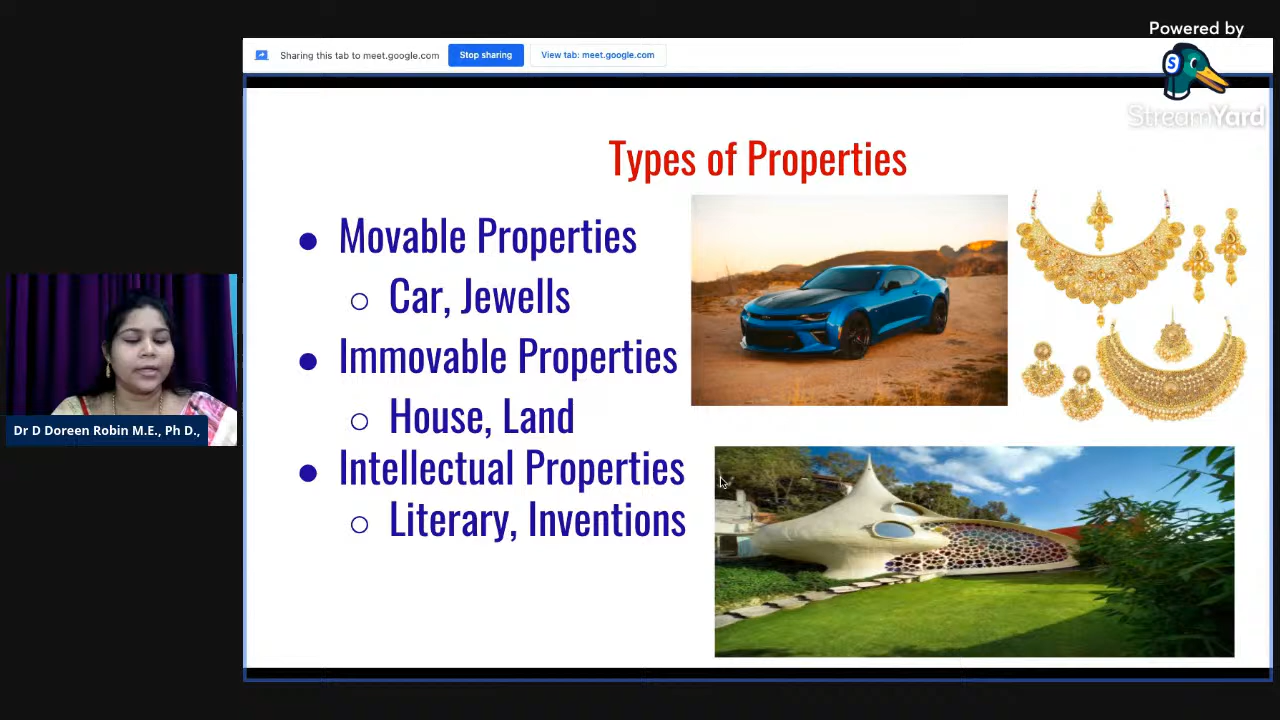 Powered by
StreamYard
Sharing this tab to meet.google.com
Stop sharing
View tab: meet.google.com
Types of Properties
Movable Properties
Car, Jewells
Immovable Properties
House, Land
Intellectual Properties
Literary, Inventions
Dr D Doreen Robin M.E., Ph D.,
S